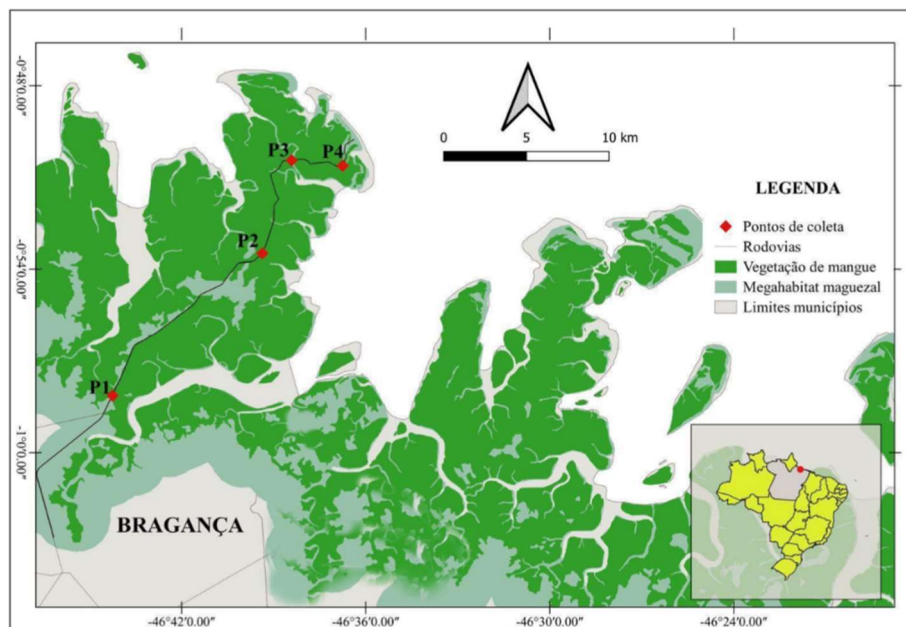 -0°48'0.00"
-0°54'0.00"
-1°0'0.00"
0 5 10 km
P3
P4
P2
P1
BRAGANÇA
LEGENDA
Pontos de coleta
Rodovias
Vegetação de mangue
Megahabitat maguezal
Limites municípios
-46°42'0.00"
-46°36'0.00"
-46°30'0.00"
-46°24'0.00"